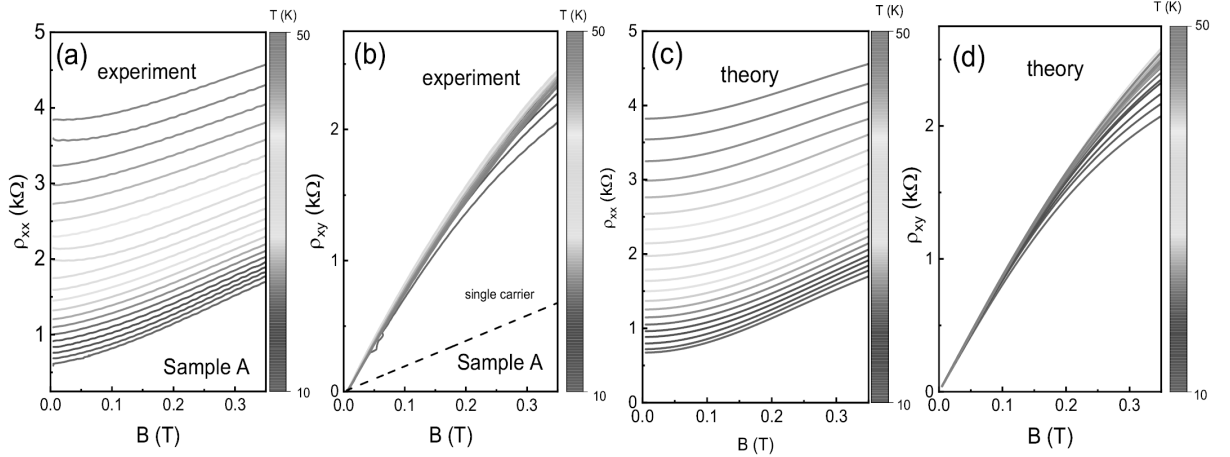 T (K)
50
(a)
experiment
Sample A
5
4
3
2
1
ρxx (kΩ)
0.0
0.1
0.2
0.3
B (T)
10
T (K)
50
(b)
experiment
single carrier
Sample A
2
1
0
ρxy (kΩ)
0.0
0.1
0.2
0.3
B (T)
10
T (K)
50
(c)
theory
5
4
3
2
1
0
ρxx (kΩ)
0.0
0.1
0.2
0.3
B (T)
10
T (K)
50
(d)
theory
2
1
0
ρxy (kΩ)
0.0
0.1
0.2
0.3
B (T)
10